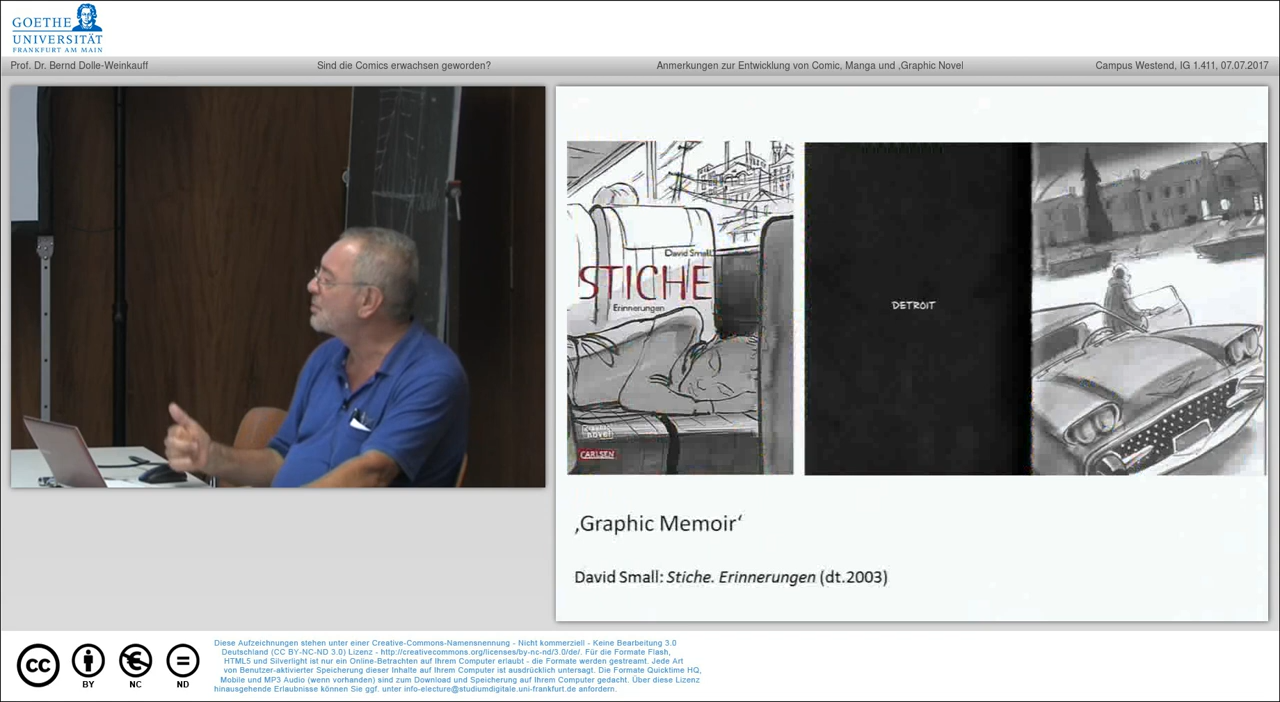 GOETHE
UNIVERSITÄT
FRANKFURT AM MAIN
Prof. Dr. Bernd Dolle-Weinkauff
Sind die Comics erwachsen geworden?
Anmerkungen zur Entwicklung von Comic, Manga und ‚Graphic Novel
Campus Westend, IG 1.411, 07.07.2017
David Small
STICHE
Erinnerungen
graphic
novel
CARLSEN
DETROIT
‚Graphic Memoir‘
David Small: Stiche. Erinnerungen (dt.2003)
cc
BY
NC
ND
Diese Aufzeichnungen stehen unter einer Creative-Commons-Namensnennung - Nicht kommerziell - Keine Bearbeitung 3.0
Deutschland (CC BY-NC-ND 3.0) Lizenz - http://creativecommons.org/licenses/by-nc-nd/3.0/de/. Für die Formate Flash,
HTML5 und Silverlight ist nur ein Online-Betrachten auf Ihrem Computer erlaubt - die Formate werden gestreamt. Jede Art
von Benutzer-aktivierter Speicherung dieser Inhalte auf Ihrem Computer ist ausdrücklich untersagt. Die Formate Quicktime HQ,
Mobile und MP3 Audio (wenn vorhanden) sind zum Download und Speicherung auf Ihrem Computer gedacht. Über diese Lizenz
hinausgehende Erlaubnisse können Sie ggf. unter info-electure@studiumdigitale.uni-frankfurt.de anfordern.